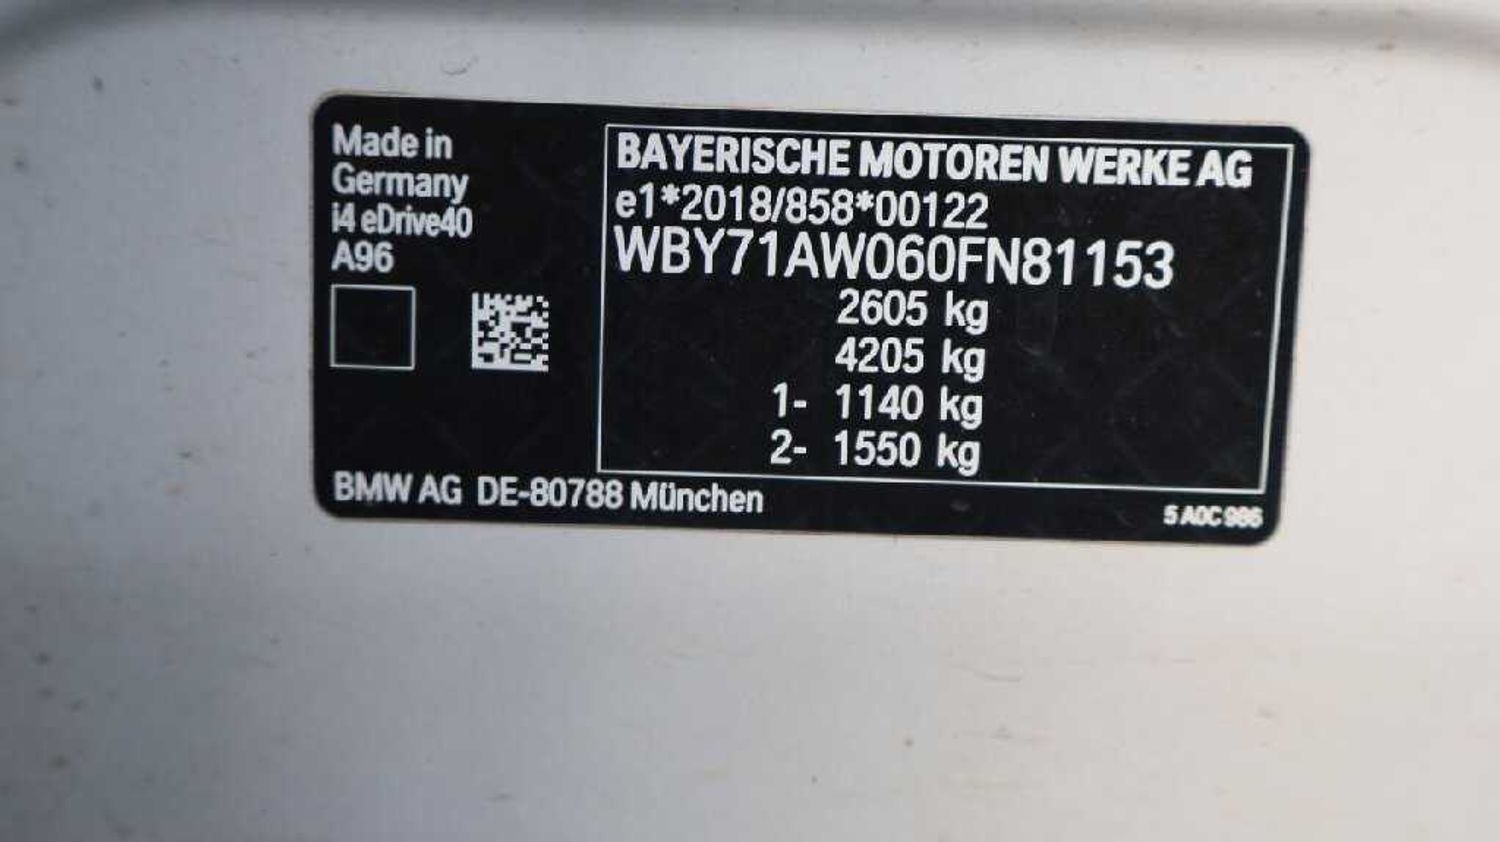 Made in
Germany
i4 eDrive40
A96
BAYERISCHE MOTOREN WERKE AG
e1*2018/858*00122
WBY71AW060FN81153
2605 kg
4205 kg
1- 1140 kg
2- 1550 kg
BMW AG DE-80788 München
5 A0C 986